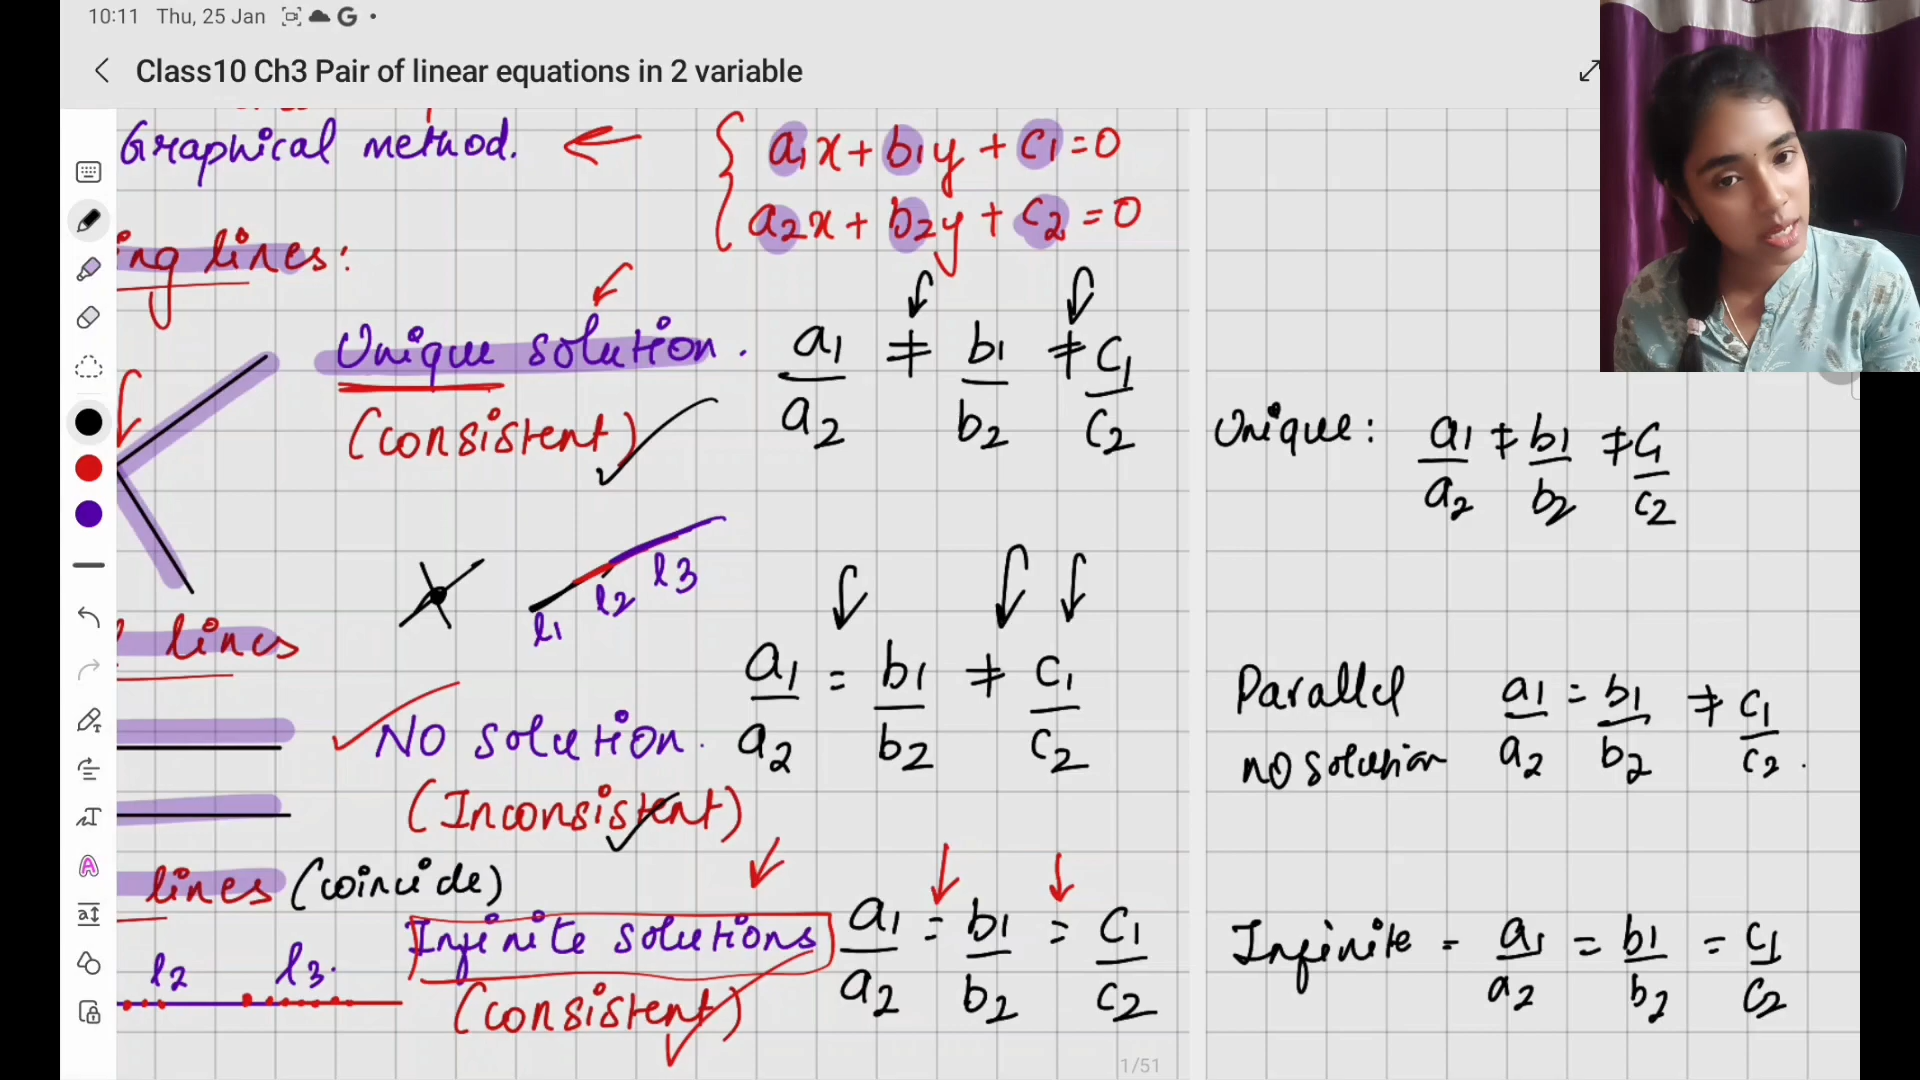 10:11 Thu, 25 Jan
Class10 Ch3 Pair of linear equations in 2 variable
Graphical method. ← { a1x + b1y + c1 = 0
a2x + b2y + c2 = 0
ing lines:
Unique solution. a1/a2 ≠ b1/b2 ≠ c1/c2
(consistent)
Unique: a1/a2 ≠ b1/b2 ≠ c1/c2
l1 l2 l3
lines
NO solution. a1/a2 = b1/b2 ≠ c1/c2
(Inconsistent)
Parallel a1/a2 = b1/b2 ≠ c1/c2.
no solution
lines (coincide)
Infinite solutions a1/a2 = b1/b2 = c1/c2
l2 l3.
(consistent)
Infinite - a1/a2 = b1/b2 = c1/c2
1/51